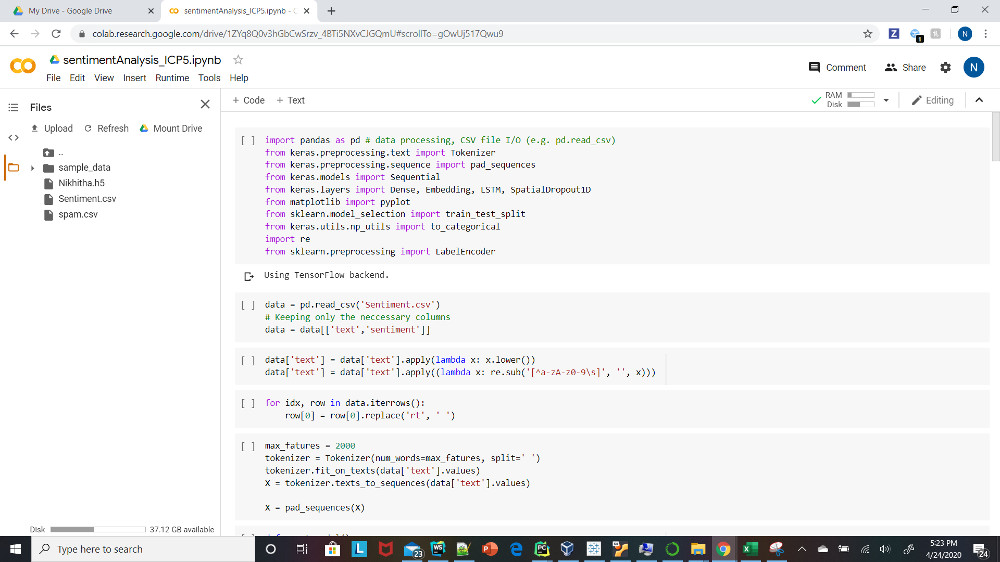 My Drive - Google Drive
sentimentAnalysis_ICP5.ipynb - C
colab.research.google.com/drive/1ZYq8Q0v3hGbCwSrzv_4BTi5NXvCJGQmU#scrollTo=gOwUj517Qwu9
Z
1
N
CO
sentimentAnalysis_ICP5.ipynb
File Edit View Insert Runtime Tools Help
Comment
Share
N
Files
Upload Refresh Mount Drive
..
sample_data
Nikhitha.h5
Sentiment.csv
spam.csv
Disk 37.12 GB available
+ Code + Text
RAM
Disk
Editing
[ ] import pandas as pd # data processing, CSV file I/O (e.g. pd.read_csv)
from keras.preprocessing.text import Tokenizer
from keras.preprocessing.sequence import pad_sequences
from keras.models import Sequential
from keras.layers import Dense, Embedding, LSTM, SpatialDropout1D
from matplotlib import pyplot
from sklearn.model_selection import train_test_split
from keras.utils.np_utils import to_categorical
import re
from sklearn.preprocessing import LabelEncoder
Using TensorFlow backend.
[ ] data = pd.read_csv('Sentiment.csv')
# Keeping only the neccessary columns
data = data[['text','sentiment']]
[ ] data['text'] = data['text'].apply(lambda x: x.lower())
data['text'] = data['text'].apply((lambda x: re.sub('[^a-zA-z0-9\s]', '', x)))
[ ] for idx, row in data.iterrows():
row[0] = row[0].replace('rt', ' ')
[ ] max_fatures = 2000
tokenizer = Tokenizer(num_words=max_fatures, split=' ')
tokenizer.fit_on_texts(data['text'].values)
X = tokenizer.texts_to_sequences(data['text'].values)
X = pad_sequences(X)
Type here to search
L
23
WS
P
PC
64
X
5:23 PM
4/24/2020
24